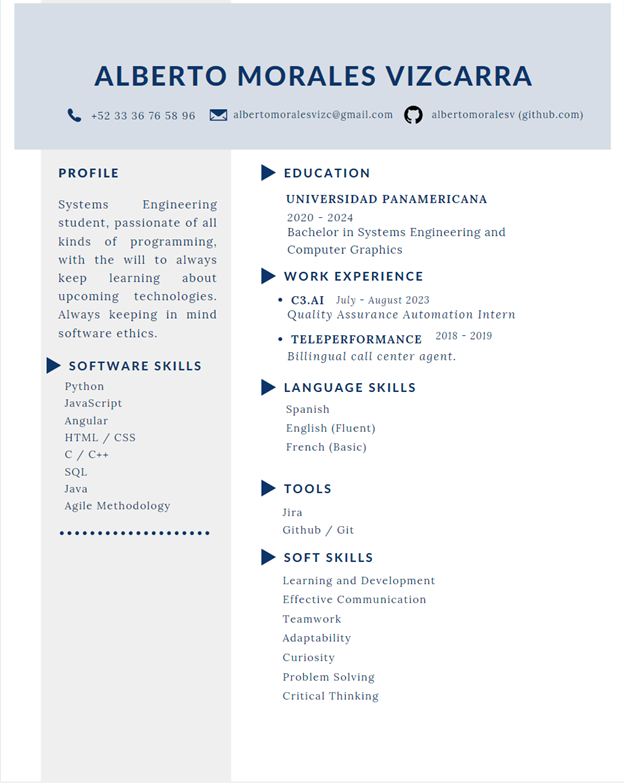 ALBERTO MORALES VIZCARRA
+52 33 36 76 58 96 albertomoralesvizc@gmail.com albertomoralesv (github.com)
PROFILE
Systems Engineering
student, passionate of all
kinds of programming,
with the will to always
keep learning about
upcoming technologies.
Always keeping in mind
software ethics.
SOFTWARE SKILLS
Python
JavaScript
Angular
HTML / CSS
C / C++
SQL
Java
Agile Methodology
EDUCATION
UNIVERSIDAD PANAMERICANA
2020 - 2024
Bachelor in Systems Engineering and
Computer Graphics
WORK EXPERIENCE
• C3.AI July - August 2023
Quality Assurance Automation Intern
• TELEPERFORMANCE 2018 - 2019
Billingual call center agent.
LANGUAGE SKILLS
Spanish
English (Fluent)
French (Basic)
TOOLS
Jira
Github / Git
SOFT SKILLS
Learning and Development
Effective Communication
Teamwork
Adaptability
Curiosity
Problem Solving
Critical Thinking